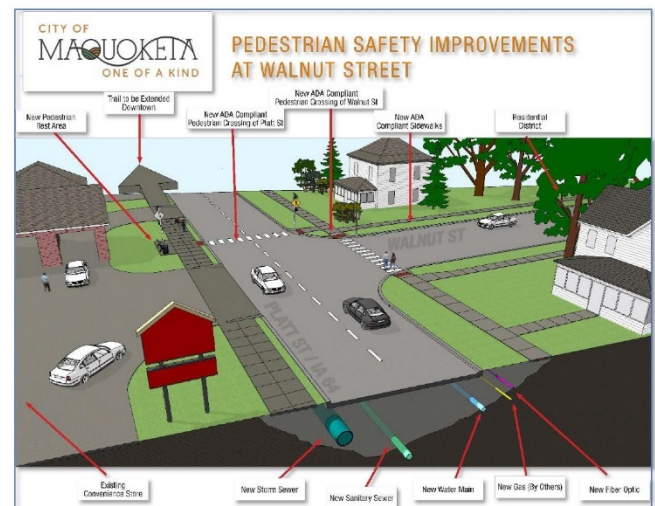 CITY OF
MAQUOKETA
ONE OF A KIND
PEDESTRIAN SAFETY IMPROVEMENTS
AT WALNUT STREET
Trail to be Extended
Downtown
New Pedestrian
Rest Area
New ADA Compliant
Pedestrian Crossing of Platt St
New ADA Compliant
Pedestrian Crossing of Walnut St
New ADA
Compliant Sidewalks
Residential
District
WALNUT ST
PLATT ST / IA 64
Existing
Convenience Store
New Storm Sewer
New Sanitary Sewer
New Water Main
New Gas (By Others)
New Fiber Optic